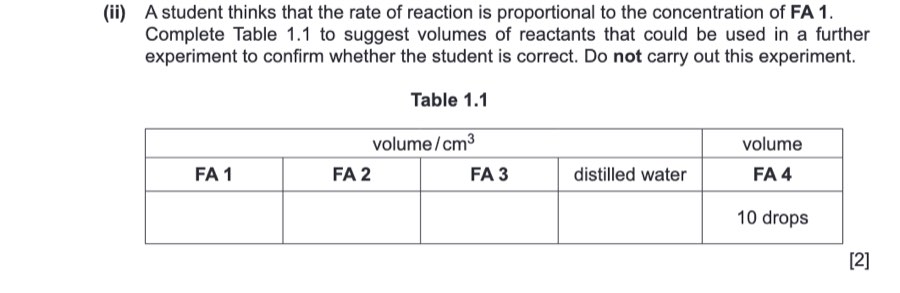 (ii) A student thinks that the rate of reaction is proportional to the concentration of FA 1.
Complete Table 1.1 to suggest volumes of reactants that could be used in a further
experiment to confirm whether the student is correct. Do not carry out this experiment.
Table 1.1
volume / cm³ volume
FA 1 FA 2 FA 3 distilled water FA 4
10 drops
[2]